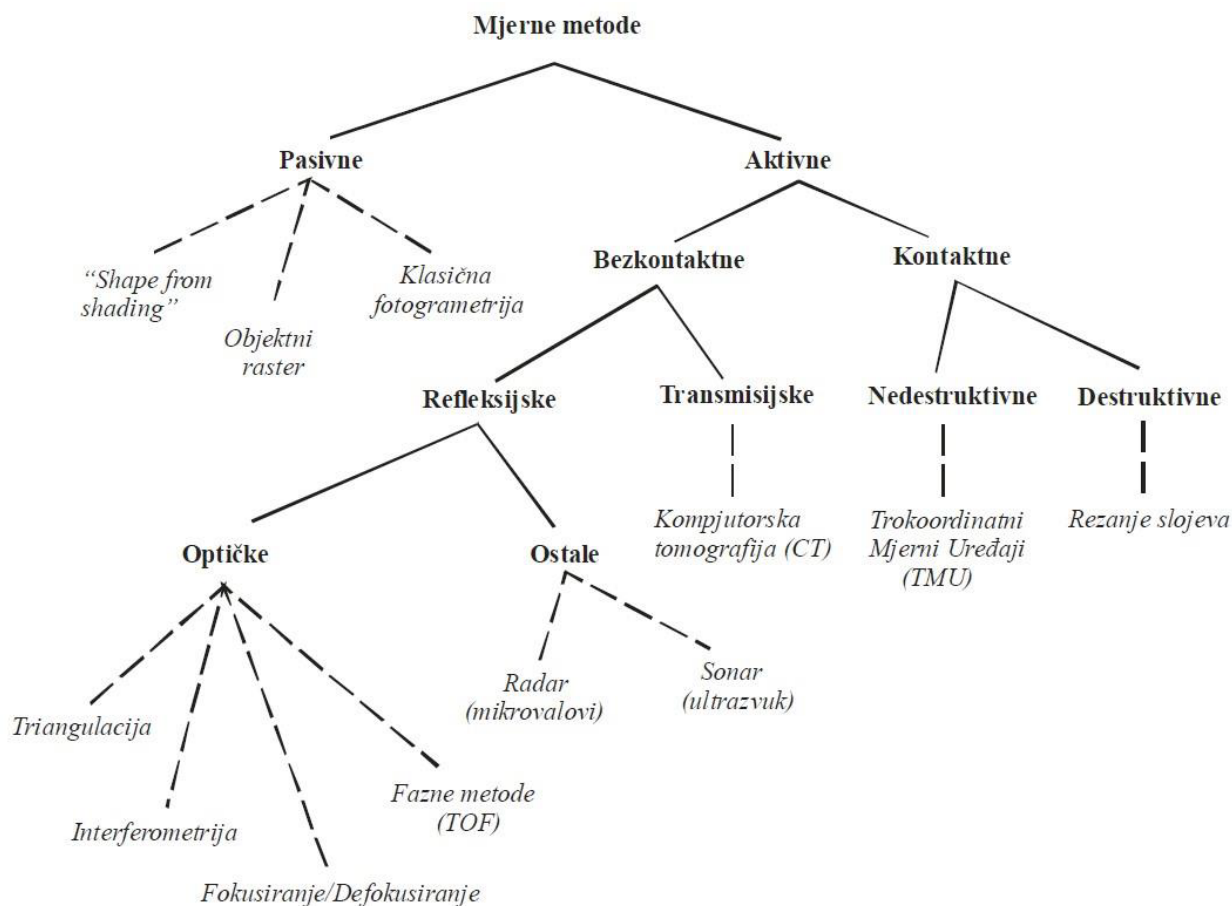 Mjerne metode
Pasivne
Aktivne
“Shape from
shading”
Objektni
raster
Klasična
fotogrametrija
Bezkontaktne
Kontaktne
Refleksijske
Transmisijske
Nedestruktivne
Destruktivne
Kompjutorska
tomografija (CT)
Trokoordinatni
Mjerni Uređaji
(TMU)
Rezanje slojeva
Optičke
Ostale
Radar
(mikrovalovi)
Sonar
(ultrazvuk)
Triangulacija
Interferometrija
Fokusiranje/Defokusiranje
Fazne metode
(TOF)